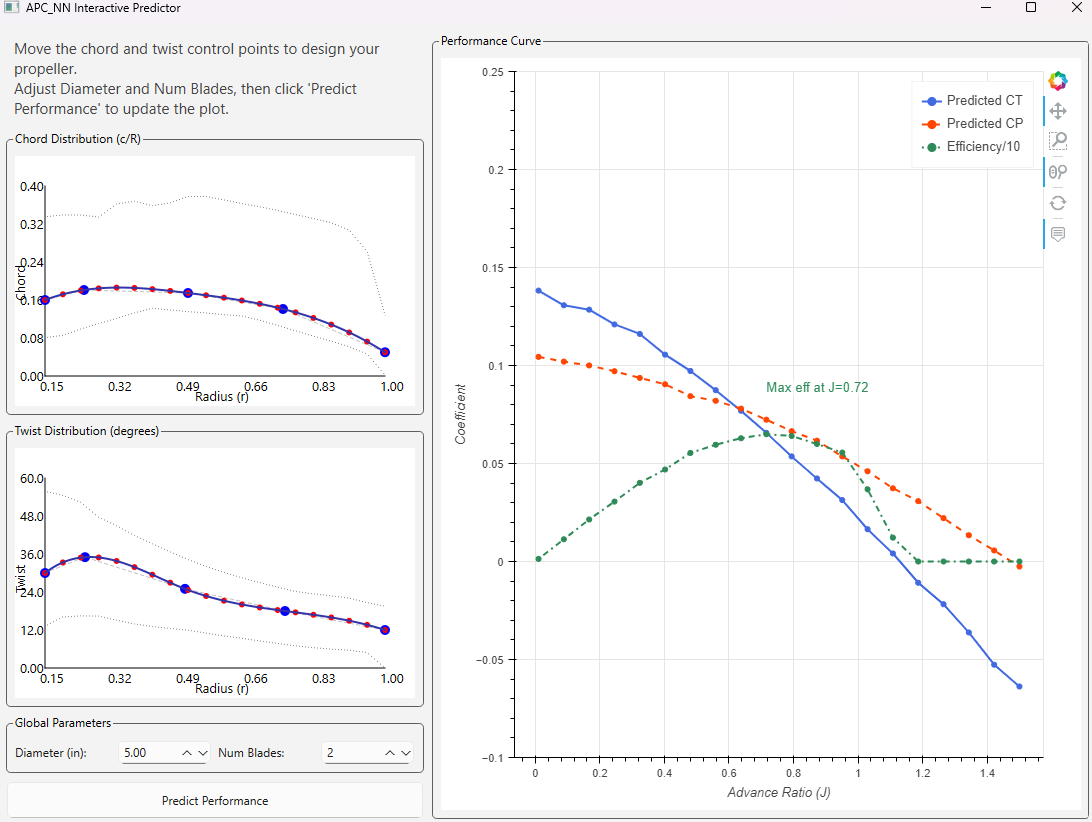 APC_NN Interactive Predictor
Move the chord and twist control points to design your
propeller.
Adjust Diameter and Num Blades, then click 'Predict
Performance' to update the plot.
Chord Distribution (c/R)
0.40
0.32
0.24
0.16
0.08
0.00
Chord
0.15 0.32 0.49 0.66 0.83 1.00
Radius (r)
Twist Distribution (degrees)
60.0
48.0
36.0
24.0
12.0
0.00
Twist
0.15 0.32 0.49 0.66 0.83 1.00
Radius (r)
Global Parameters
Diameter (in): 5.00 Num Blades: 2
Predict Performance
Performance Curve
Predicted CT
Predicted CP
Efficiency/10
Max eff at J=0.72
0.25
0.2
0.15
0.1
0.05
0
−0.05
−0.1
Coefficient
0 0.2 0.4 0.6 0.8 1 1.2 1.4
Advance Ratio (J)